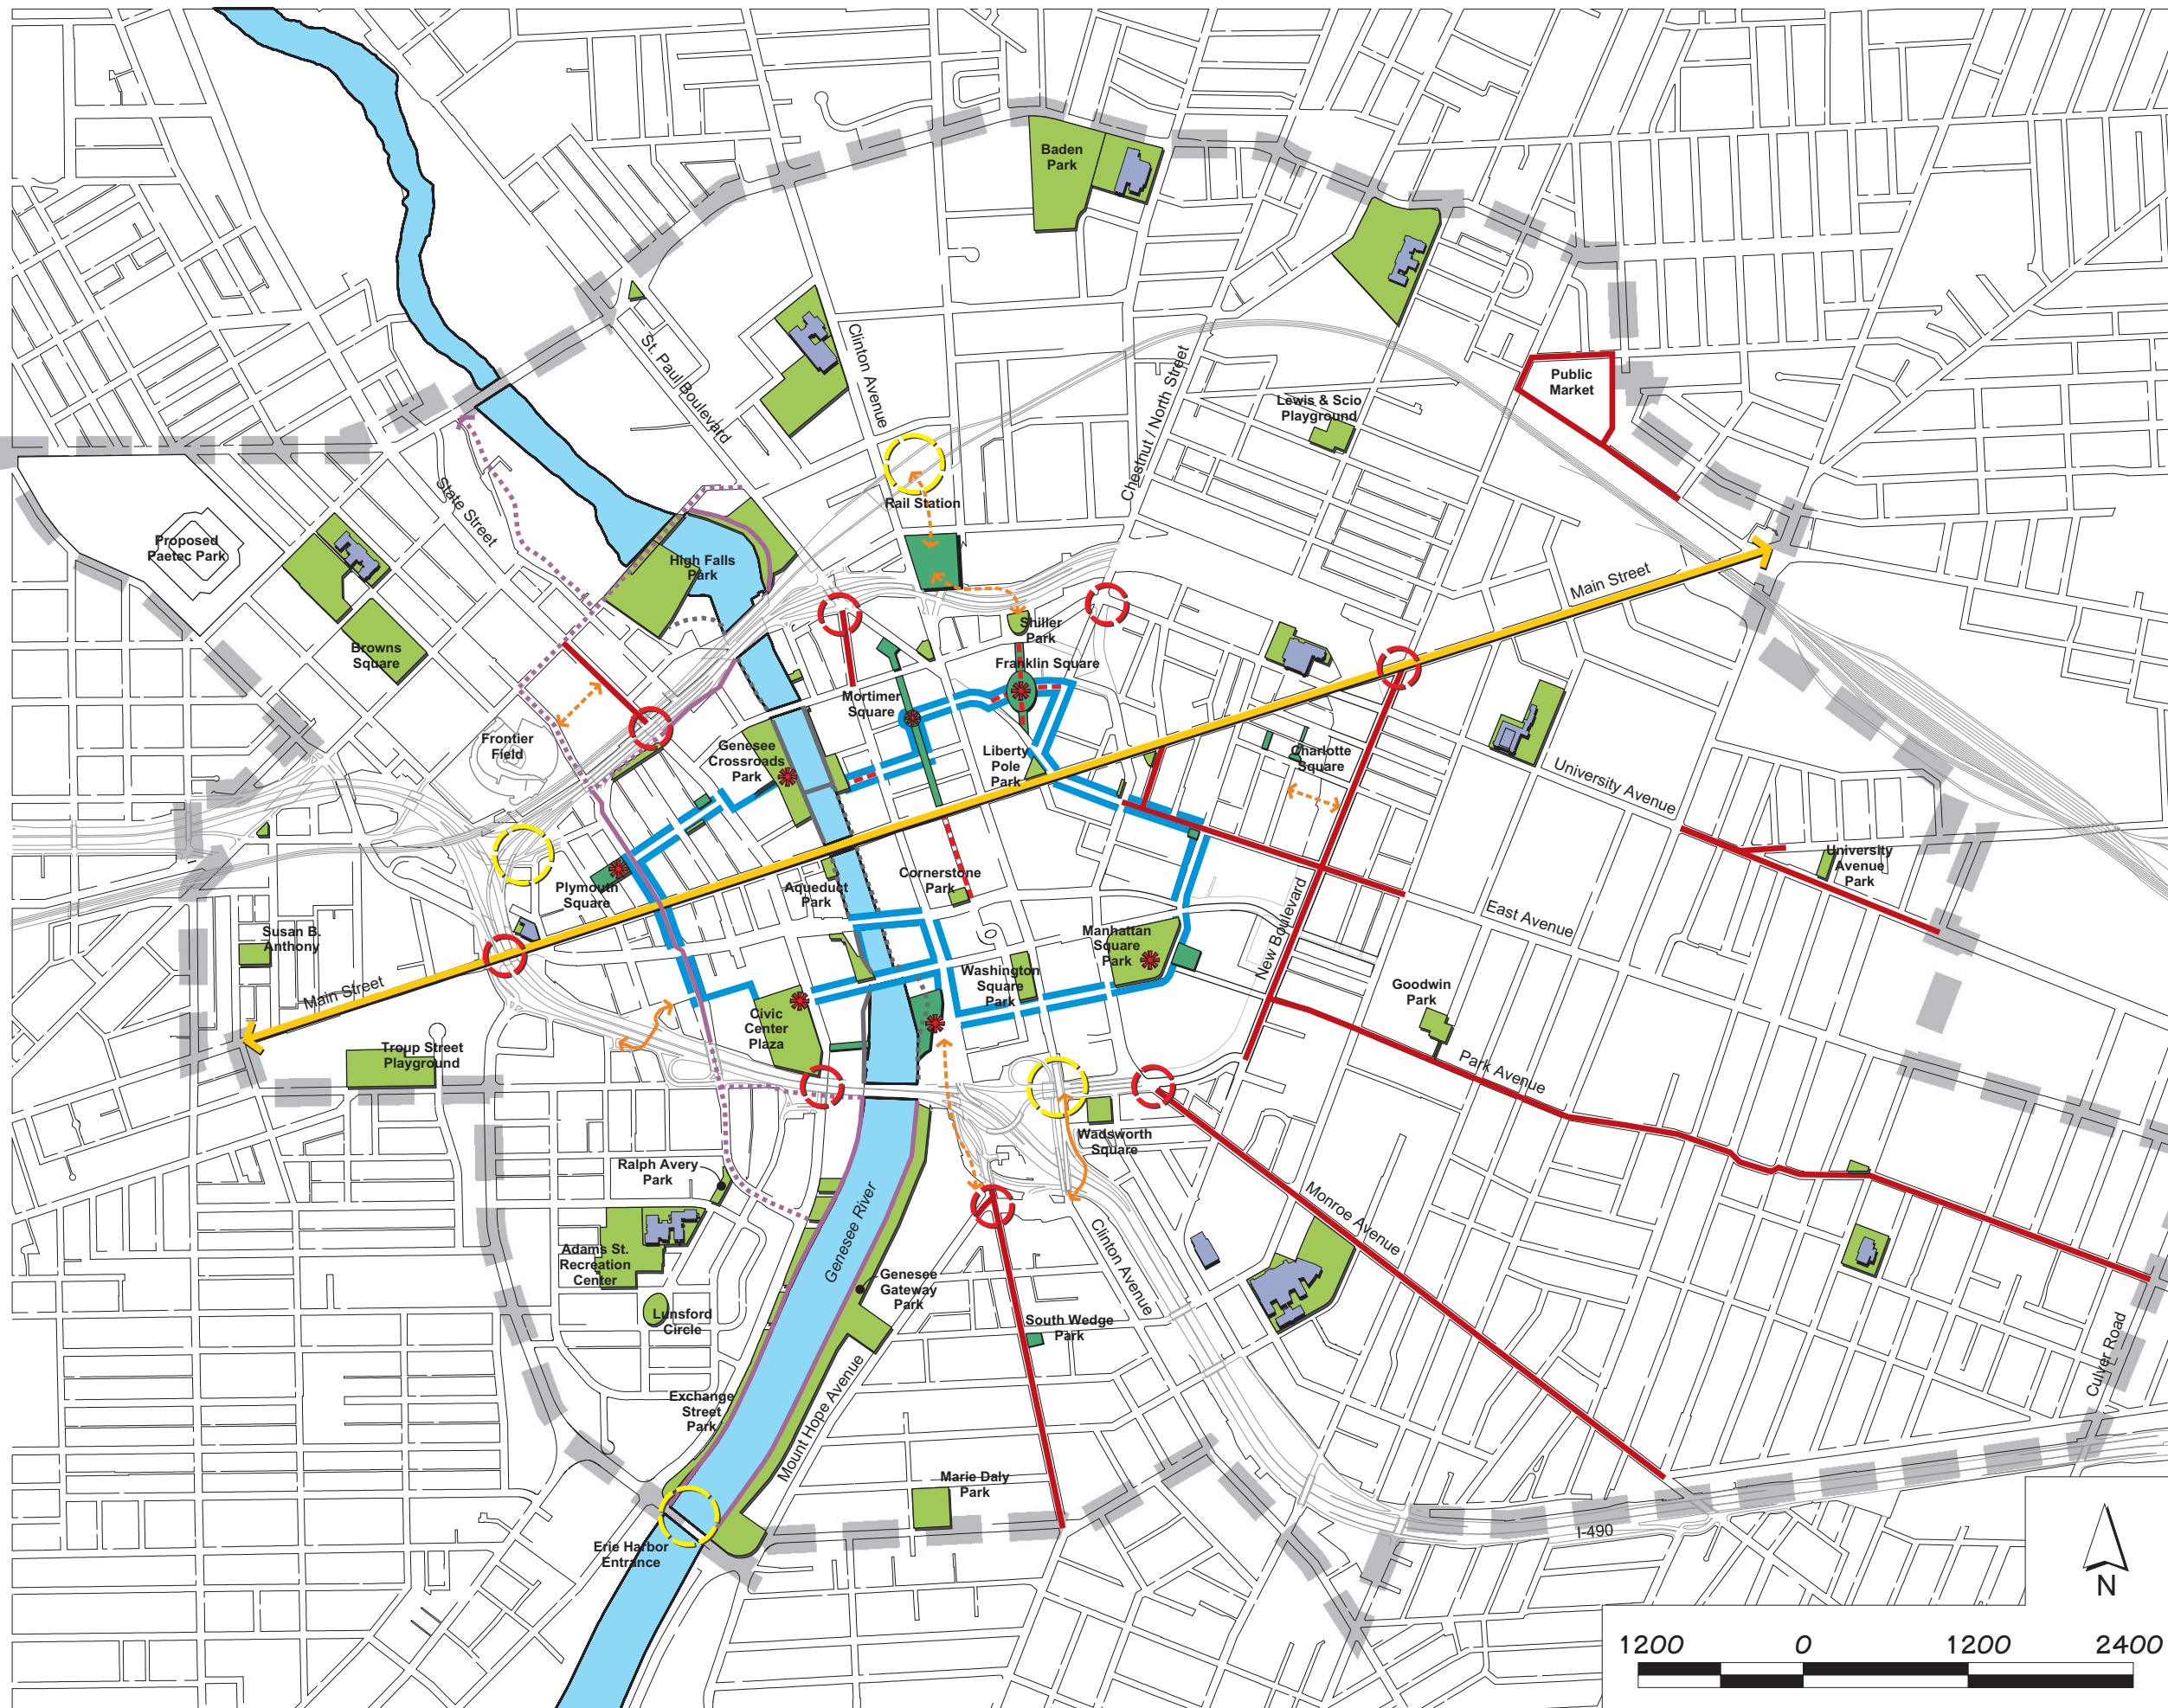 Baden
Park
St. Paul Boulevard
Clinton Avenue
Chestnut / North Street
Public
Market
Lewis & Scio
Playground
Rail Station
State Street
Proposed
Paetec Park
High Falls
Park
Main Street
Shiller
Park
Browns
Square
Franklin Square
Mortimer
Square
Frontier
Field
Genesee
Crossroads
Park
Liberty
Pole
Park
Charlotte
Square
University Avenue
University
Avenue
Park
Plymouth
Square
Aqueduct
Park
Cornerstone
Park
New Boulevard
East Avenue
Susan B.
Anthony
Manhattan
Square
Park
Washington
Square
Park
Main Street
Goodwin
Park
Civic
Center
Plaza
Troup Street
Playground
Park Avenue
Wadsworth
Square
Ralph Avery
Park
Genesee River
Monroe Avenue
Clinton Avenue
Adams St.
Recreation
Center
Genesee
Gateway
Park
Lunsford
Circle
South Wedge
Park
Culver Road
Exchange
Street
Park
Mount Hope Avenue
Marie Daly
Park
I-490
Erie Harbor
Entrance
N
1200 0 1200 2400